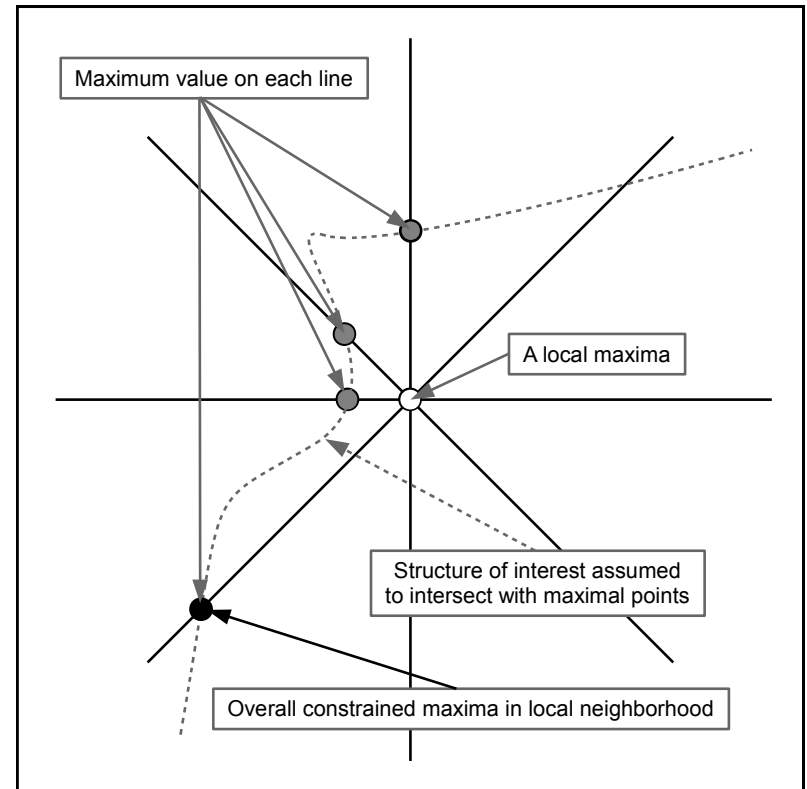 Maximum value on each line
A local maxima
Structure of interest assumed
to intersect with maximal points
Overall constrained maxima in local neighborhood